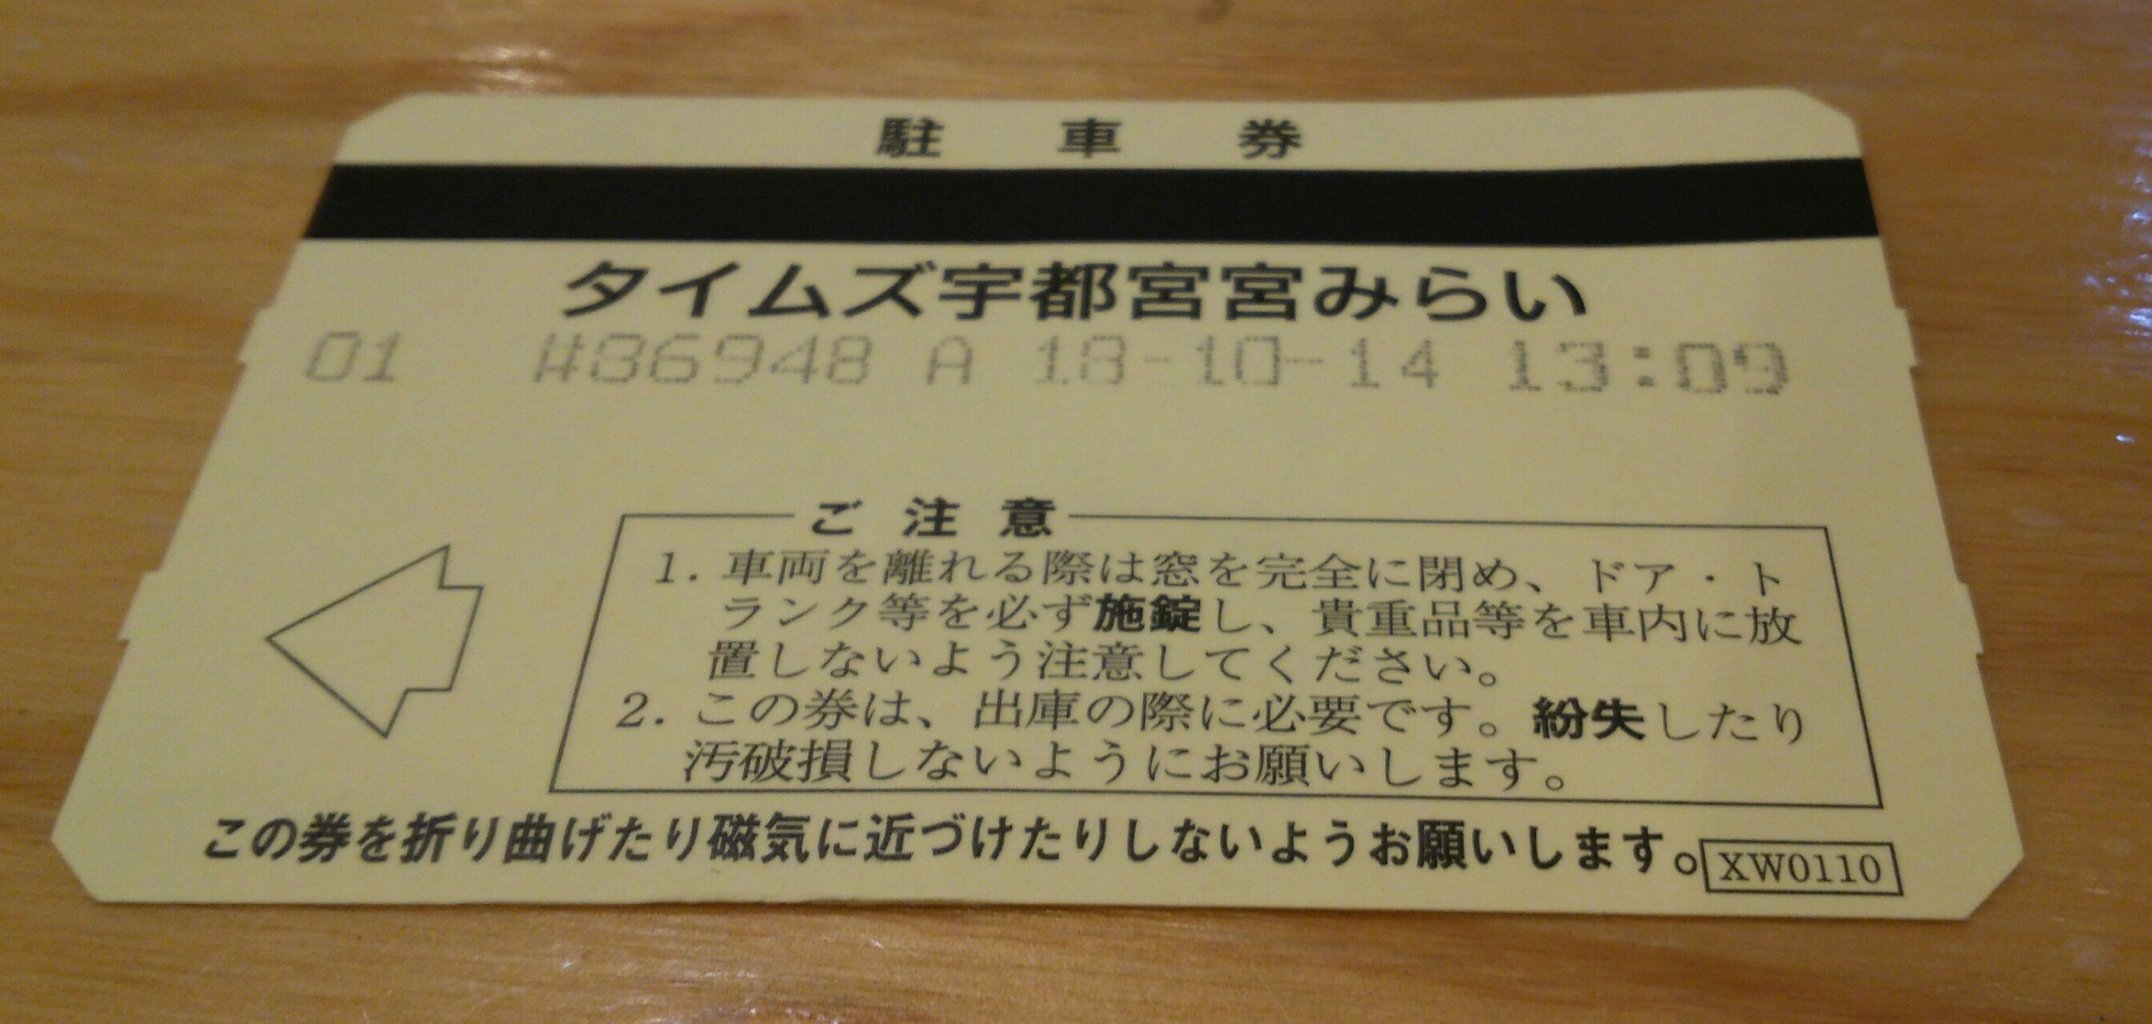 駐車券
タイムズ宇都宮宮みらい
01 #86948 A 18-10-14 13:09
ご注意
1. 車両を離れる際は窓を完全に閉め、ドア・ト
ランク等を必ず施錠し、貴重品等を車内に放
置しないよう注意してください。
2. この券は、出庫の際に必要です。紛失したり
汚破損しないようにお願いします。
この券を折り曲げたり磁気に近づけたりしないようお願いします。
XW0110